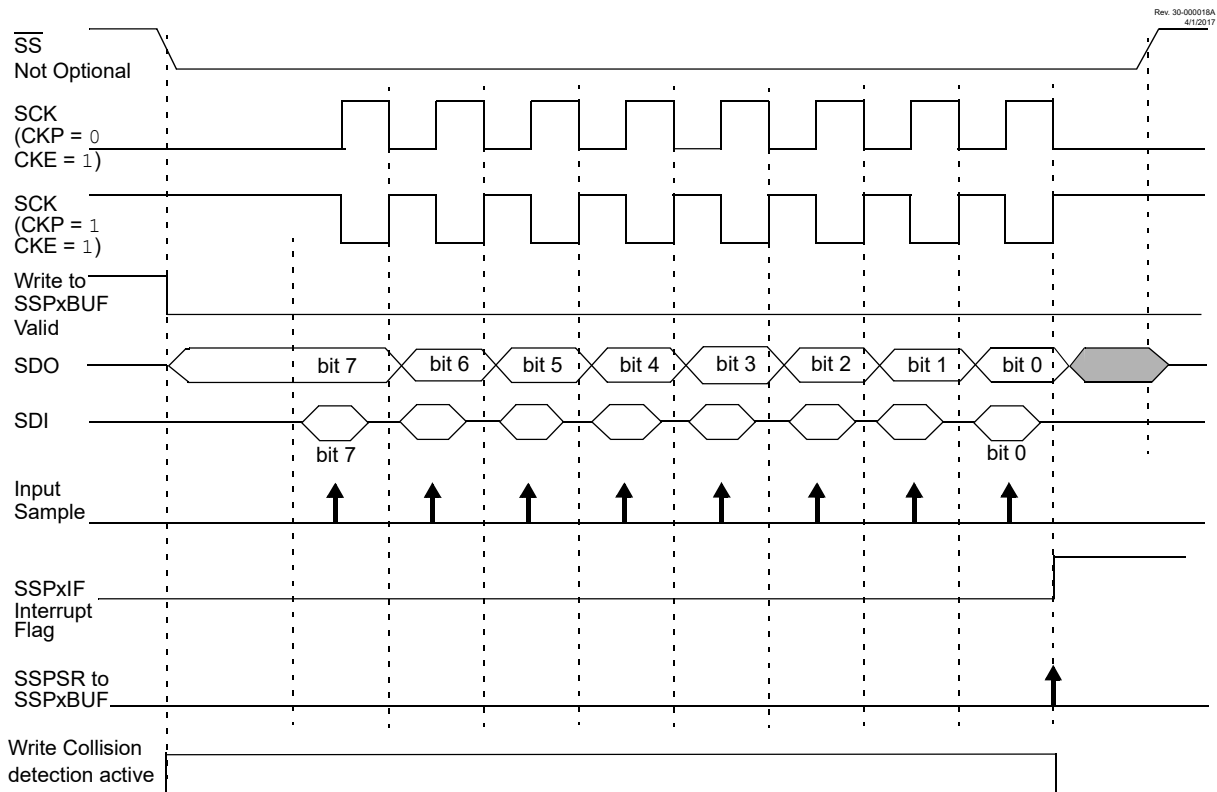 Rev. 30-000018A
4/1/2017
SS
Not Optional
SCK
(CKP = 0
CKE = 1)
SCK
(CKP = 1
CKE = 1)
Write to
SSPxBUF
Valid
SDO
bit 7
bit 6
bit 5
bit 4
bit 3
bit 2
bit 1
bit 0
SDI
bit 7
bit 0
Input
Sample
SSPxIF
Interrupt
Flag
SSPSR to
SSPxBUF
Write Collision
detection active